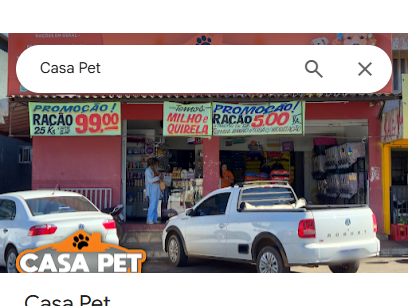 Casa Pet
PROMOÇÃO!
RAÇÃO
25 Kg 99,00
Temos
MILHO e
QUIRELA
PROMOÇÃO!
RAÇÃO 5,00 KG
CASA PET
Casa Pet